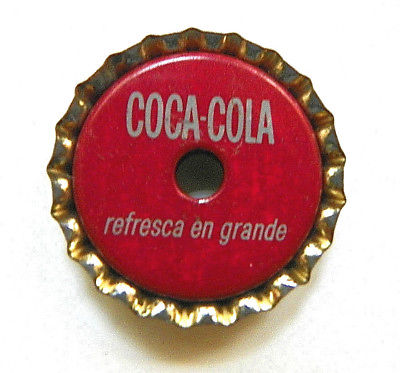 COCA-COLA
refresca en grande